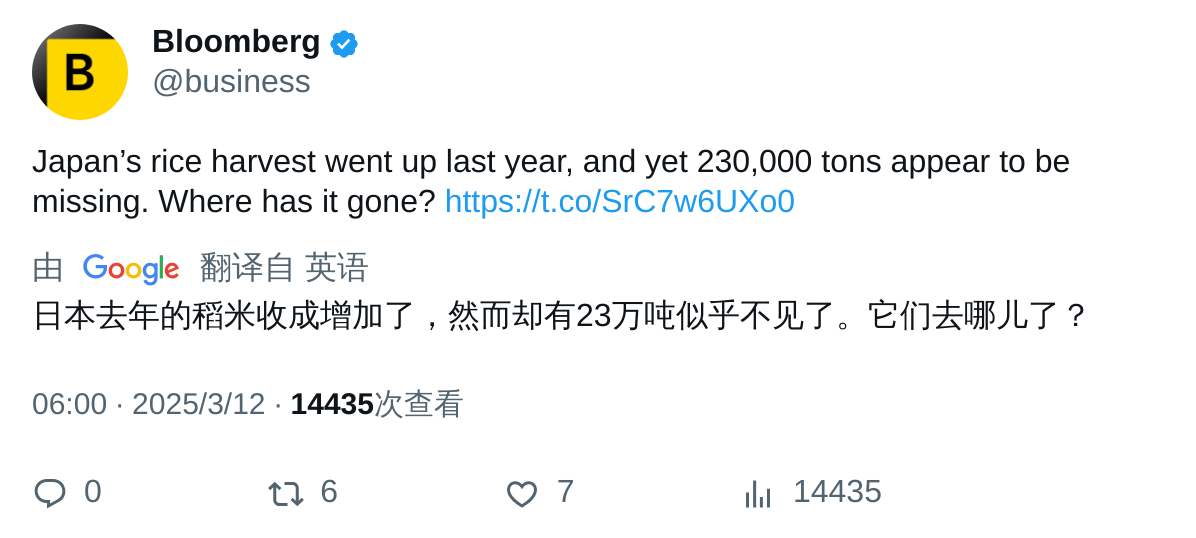 B
Bloomberg
@business
Japan’s rice harvest went up last year, and yet 230,000 tons appear to be
missing. Where has it gone? https://t.co/SrC7w6UXo0
由 Google 翻译自 英语
日本去年的稻米收成增加了，然而却有23万吨似乎不见了。它们去哪儿了？
06:00 · 2025/3/12 · 14435次查看
0 6 7 14435